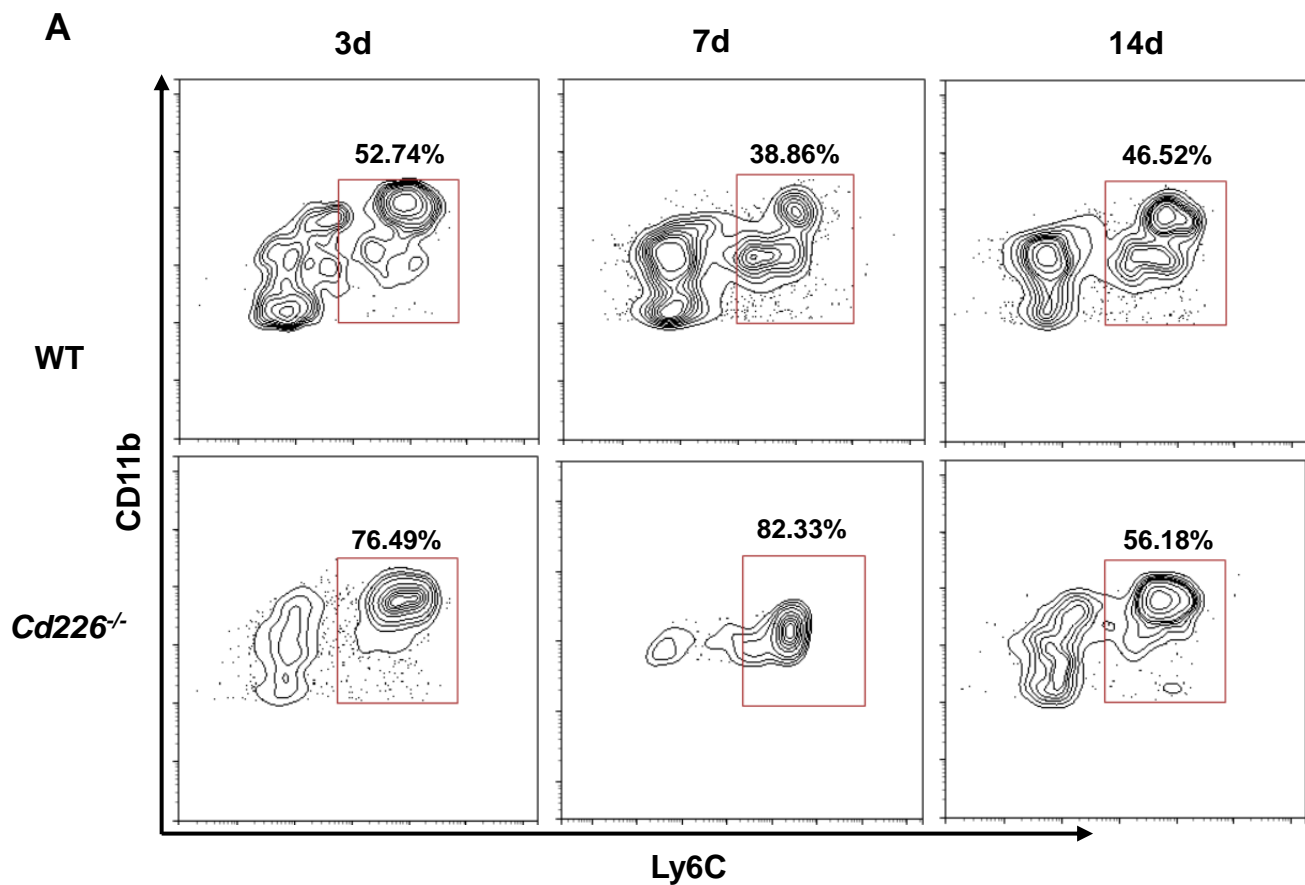 A
3d 7d 14d
52.74% 38.86% 46.52%
WT
CD11b
76.49% 82.33% 56.18%
Cd226-/-
Ly6C